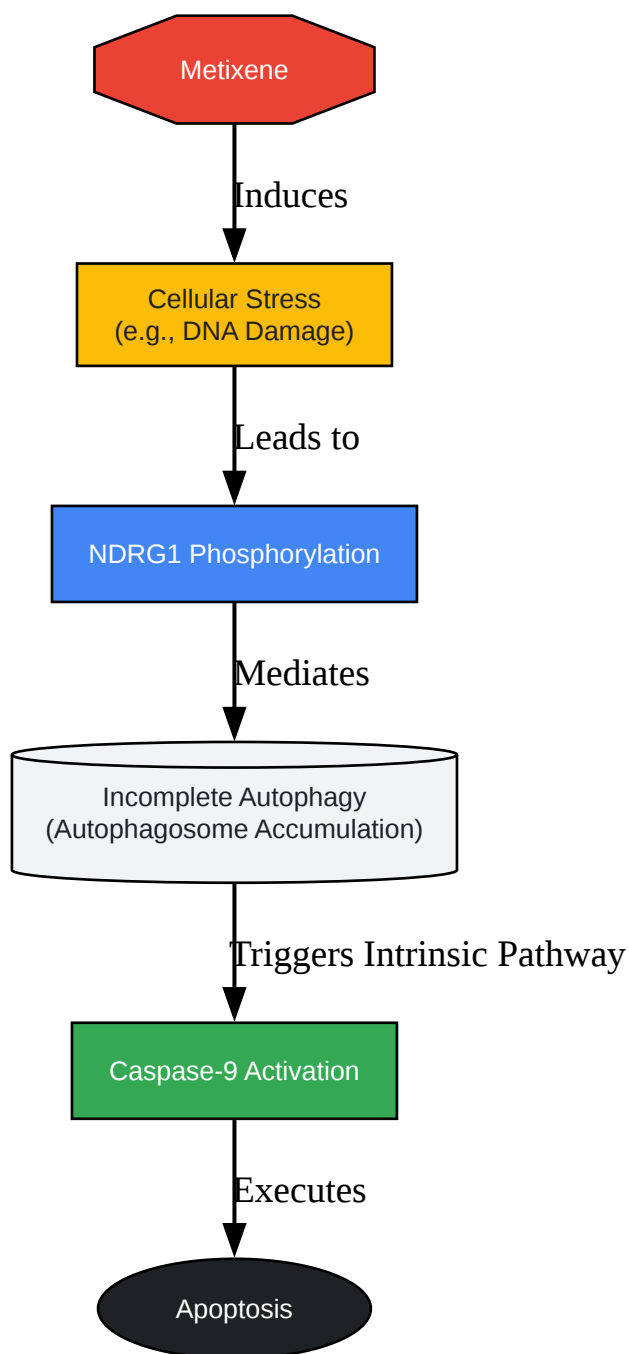 Metixene
Induces
Cellular Stress
(e.g., DNA Damage)
Leads to
NDRG1 Phosphorylation
Mediates
Incomplete Autophagy
(Autophagosome Accumulation)
Triggers Intrinsic Pathway
Caspase-9 Activation
Executes
Apoptosis